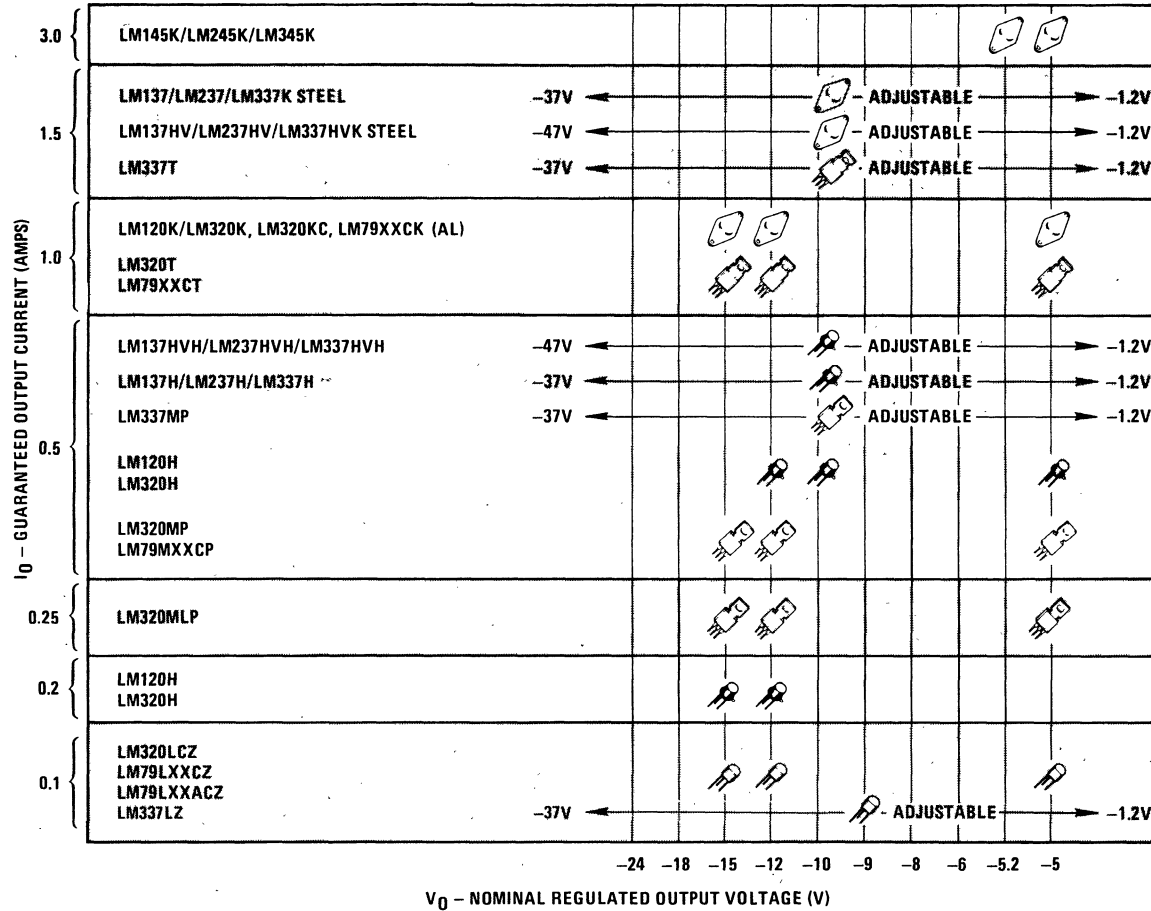 3.0 LM145K/LM245K/LM345K
LM137/LM237/LM337K STEEL −37V ADJUSTABLE −1.2V
1.5 LM137HV/LM237HV/LM337HVK STEEL −47V ADJUSTABLE −1.2V
LM337T −37V ADJUSTABLE −1.2V
LM120K/LM320K, LM320KC, LM79XXCK (AL)
1.0
LM320T
LM79XXCT
LM137HVH/LM237HVH/LM337HVH −47V ADJUSTABLE −1.2V
LM137H/LM237H/LM337H −37V ADJUSTABLE −1.2V
LM337MP −37V ADJUSTABLE −1.2V
0.5
LM120H
LM320H
LM320MP
LM79MXXCP
0.25 LM320MLP
0.2
LM120H
LM320H
LM320LCZ
LM79LXXCZ
0.1
LM79LXXACZ
LM337LZ −37V ADJUSTABLE −1.2V
I0 – GUARANTEED OUTPUT CURRENT (AMPS)
−24 −18 −15 −12 −10 −9 −8 −6 −5.2 −5
V0 – NOMINAL REGULATED OUTPUT VOLTAGE (V)